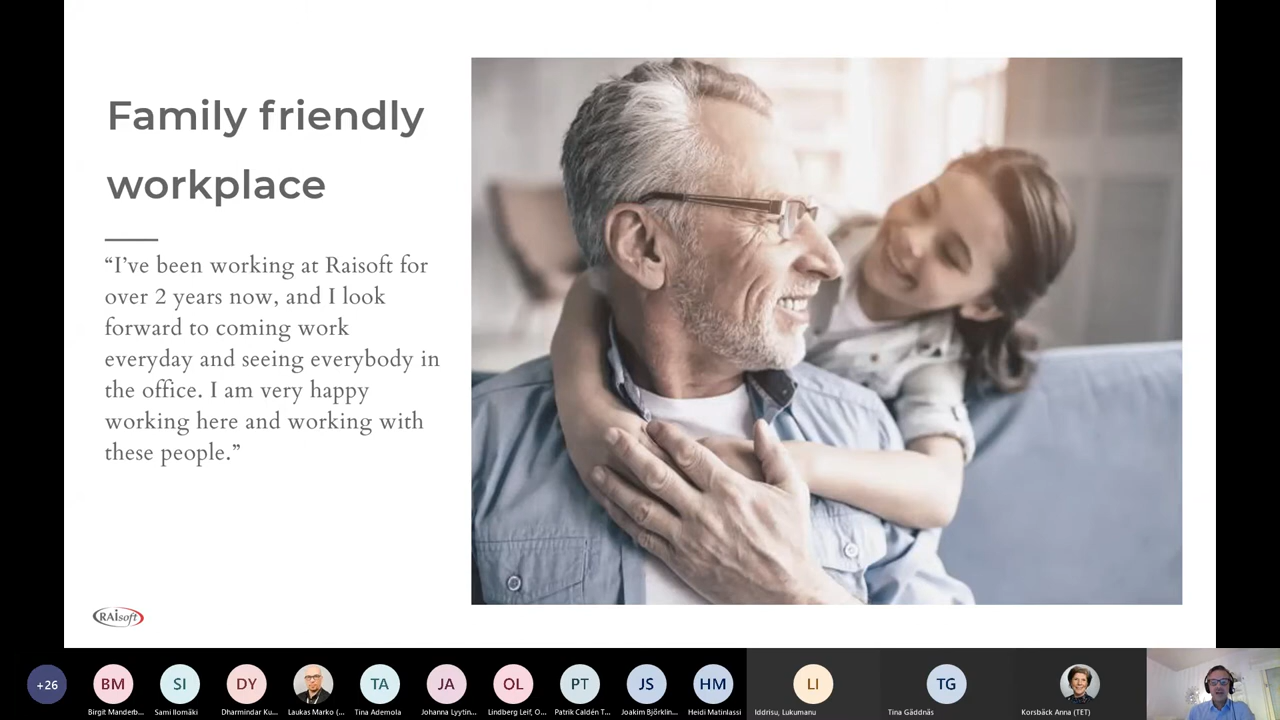 Family friendly
workplace
“I’ve been working at Raisoft for
over 2 years now, and I look
forward to coming work
everyday and seeing everybody in
the office. I am very happy
working here and working with
these people.”
RAisoft
+26
BM
SI
DY
TA
JA
OL
PT
JS
HM
LI
TG
Birgit Manderb...
Sami Ilomäki
Dharmindar Ku...
Laukas Marko (...
Tina Ademola
Johanna Lyytin...
Lindberg Leif, O...
Patrik Caldén T...
Joakim Björklin...
Heidi Matinlassi
Iddrisu, Lukumanu
Tina Gäddnäs
Korsbäck Anna (TET)